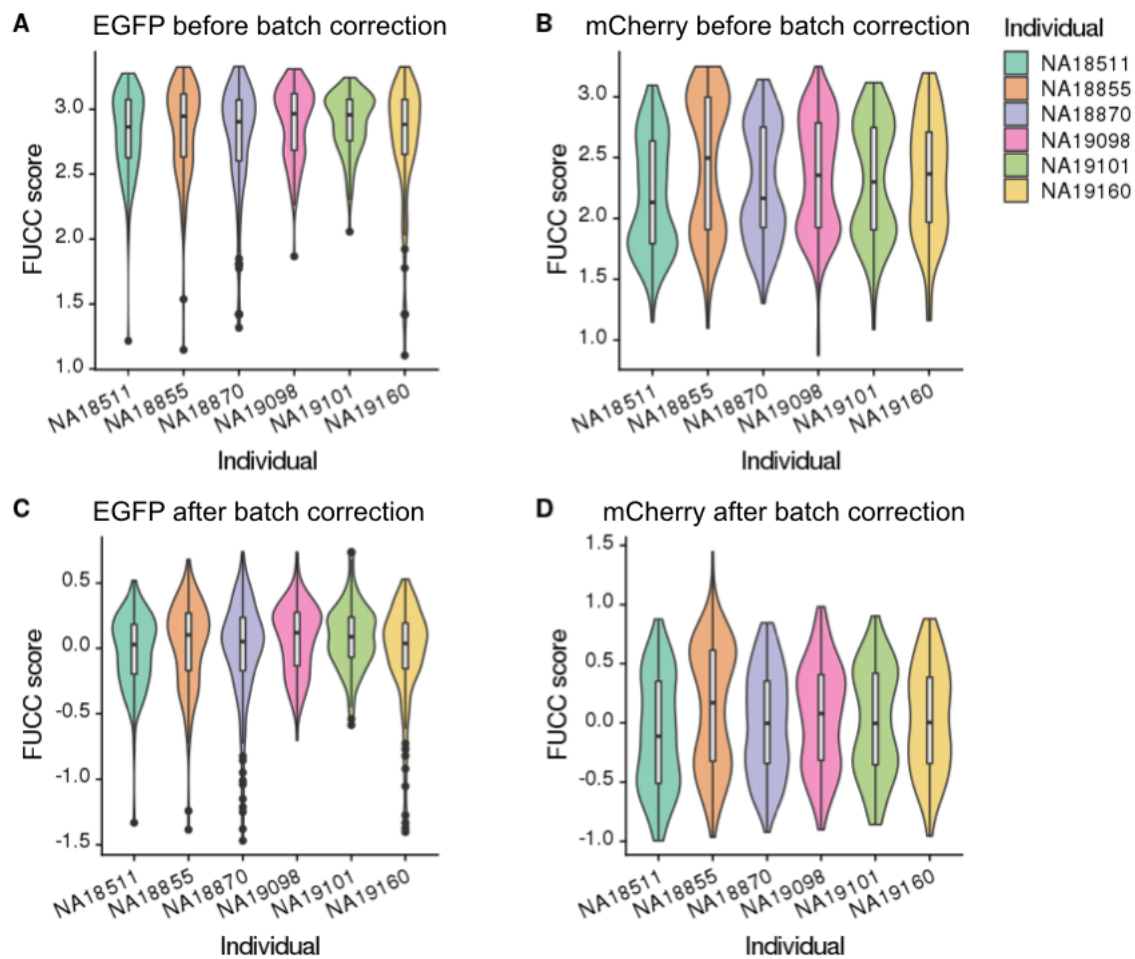 A
EGFP before batch correction
FUCC score
3.0
2.5
2.0
1.5
1.0
NA18511
NA18855
NA18870
NA19098
NA19101
NA19160
Individual
B
mCherry before batch correction
FUCC score
3.0
2.5
2.0
1.5
1.0
NA18511
NA18855
NA18870
NA19098
NA19101
NA19160
Individual
Individual
NA18511
NA18855
NA18870
NA19098
NA19101
NA19160
C
EGFP after batch correction
FUCC score
0.5
0.0
-0.5
-1.0
-1.5
NA18511
NA18855
NA18870
NA19098
NA19101
NA19160
Individual
D
mCherry after batch correction
FUCC score
1.5
1.0
0.5
0.0
-0.5
-1.0
NA18511
NA18855
NA18870
NA19098
NA19101
NA19160
Individual